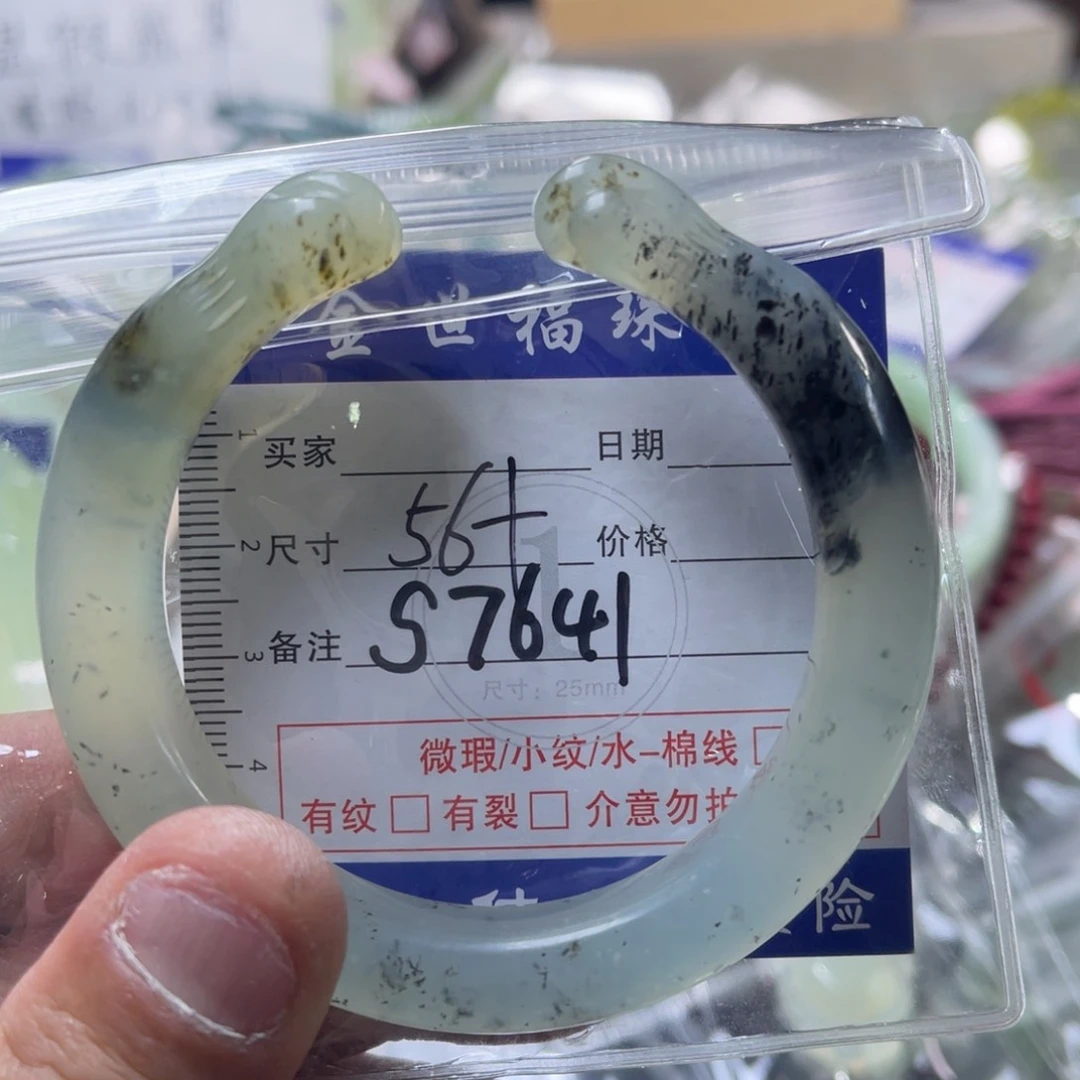 金世福珠
买家 日期
1
尺寸 56+ 价格
2
备注 S7641
3
尺寸：25mm
微瑕/小纹/水-棉线
4
有纹 有裂 介意勿拍
险